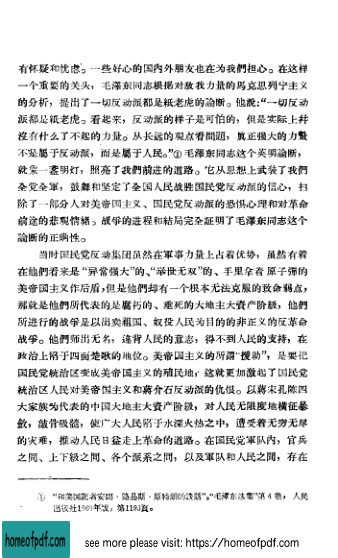 有怀疑和忧虑。一些好心的国内外朋友也在为我們担心。在这样
一个重要的关头，毛澤东同志根据对敌我力量的馬克思列宁主义
的分析，提出了一切反动派都是紙老虎的論断。他說：“一切反动
派都是紙老虎。看起来，反动派的样子是可怕的，但是实际上并
沒有什么了不起的力量。从长远的观点看問題，眞正强大的力量
不是属于反动派，而是属于人民。”①毛澤东同志这个英明論断，
就象一盞明灯，照亮了我們前进的道路。它从思想上武装了我們
全党全軍，鼓舞和坚定了全国人民战胜国民党反动派的信心，扫
除了一部分人对美帝国主义、国民党反动派的恐惧心理和对革命
前途的悲观情緒。战爭的进程和結局完全証明了毛澤东同志这个
論断的正确性。
当时国民党反动集团虽然在軍事力量上占着优势，虽然有着
在他們看来是“异常强大”的、“举世无双”的、手里拿着原子弹的
美帝国主义作后盾，但是他們却有一个根本无法克服的致命弱点，
那就是他們所代表的是腐朽的、垂死的大地主大資产阶級，他們
所进行的战爭是以出卖祖国、奴役人民为目的的非正义的反革命
战爭。他們师出无名，违背人民的意志，得不到人民的支持，在
政治上陷于四面楚歌的地位。美帝国主义的所謂“援助”，是要把
国民党統治区变成美帝国主义的殖民地，这就更加激起了国民党
統治区人民对美帝国主义和蔣介石反动派的仇恨。以蔣宋孔陈四
大家族为代表的中国大地主大資产阶級，对人民无限度地橫征暴
斂，敲骨吸髓，使广大人民陷于水深火热之中，遭受着无穷无尽
的灾难，推动人民日益走上革命的道路。在国民党軍队內，官兵
之間、上下級之間、各个派系之間，以及軍队和人民之間，存在
① “和美国記者安娜·路易斯·斯特朗的談話”。“毛澤东选集”第4卷，人民
出版社1960年版，第1193頁。
homeofpdf.com
see more please visit: https://homeofpdf.com